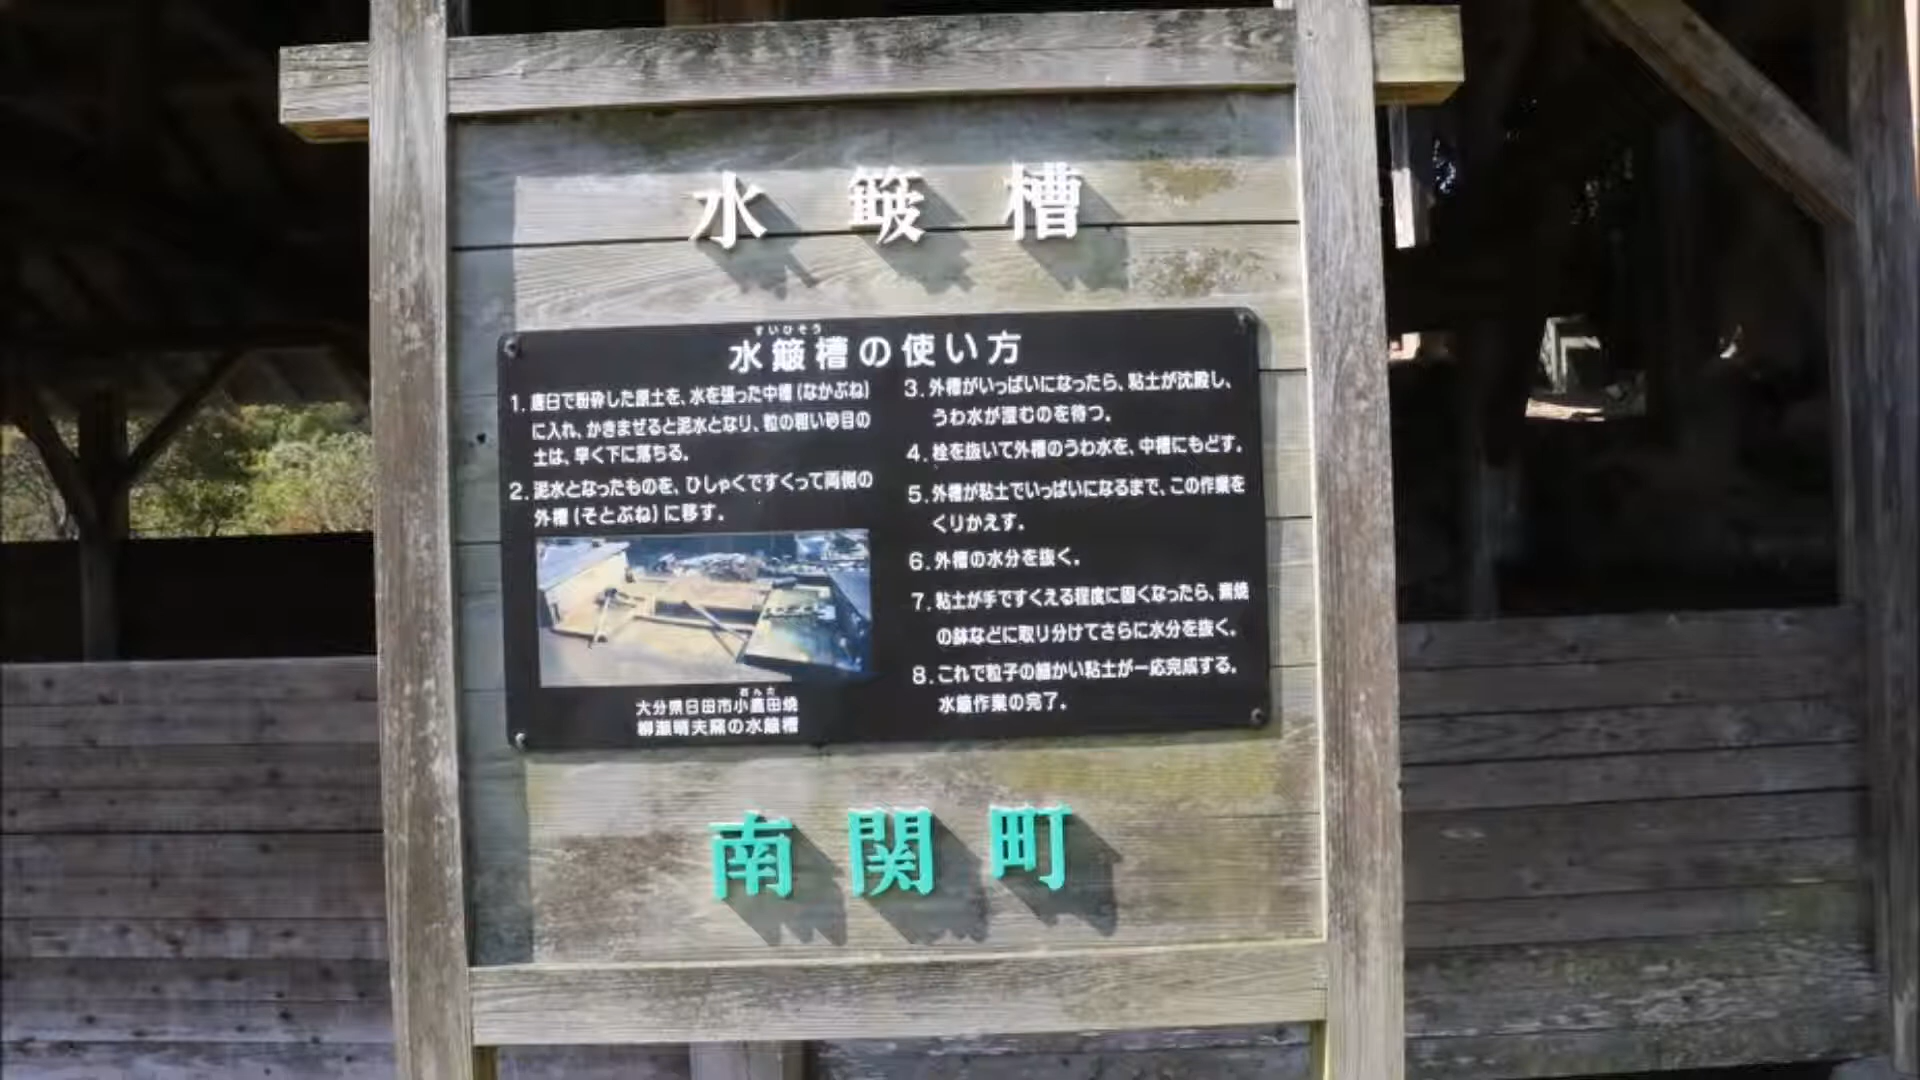 水簸槽
すいひそう
水簸槽の使い方
1. 唐臼で粉砕した原土を、水を張った中槽(なかぶね)
に入れ、かきまぜると泥水となり、粒の粗い砂目の
土は、早く下に落ちる。
2. 泥水となったものを、ひしゃくですくって両側の
外槽(そとぶね)に移す。
おんた
大分県日田市小鹿田焼
柳瀬晴夫窯の水簸槽
3. 外槽がいっぱいになったら、粘土が沈殿し、
うわ水が澄むのを待つ。
4. 栓を抜いて外槽のうわ水を、中槽にもどす。
5. 外槽が粘土でいっぱいになるまで、この作業を
くりかえす。
6. 外槽の水分を抜く。
7. 粘土が手ですくえる程度に固くなったら、素焼
の鉢などに取り分けてさらに水分を抜く。
8. これで粒子の細かい粘土が一応完成する。
水簸作業の完了。
南関町